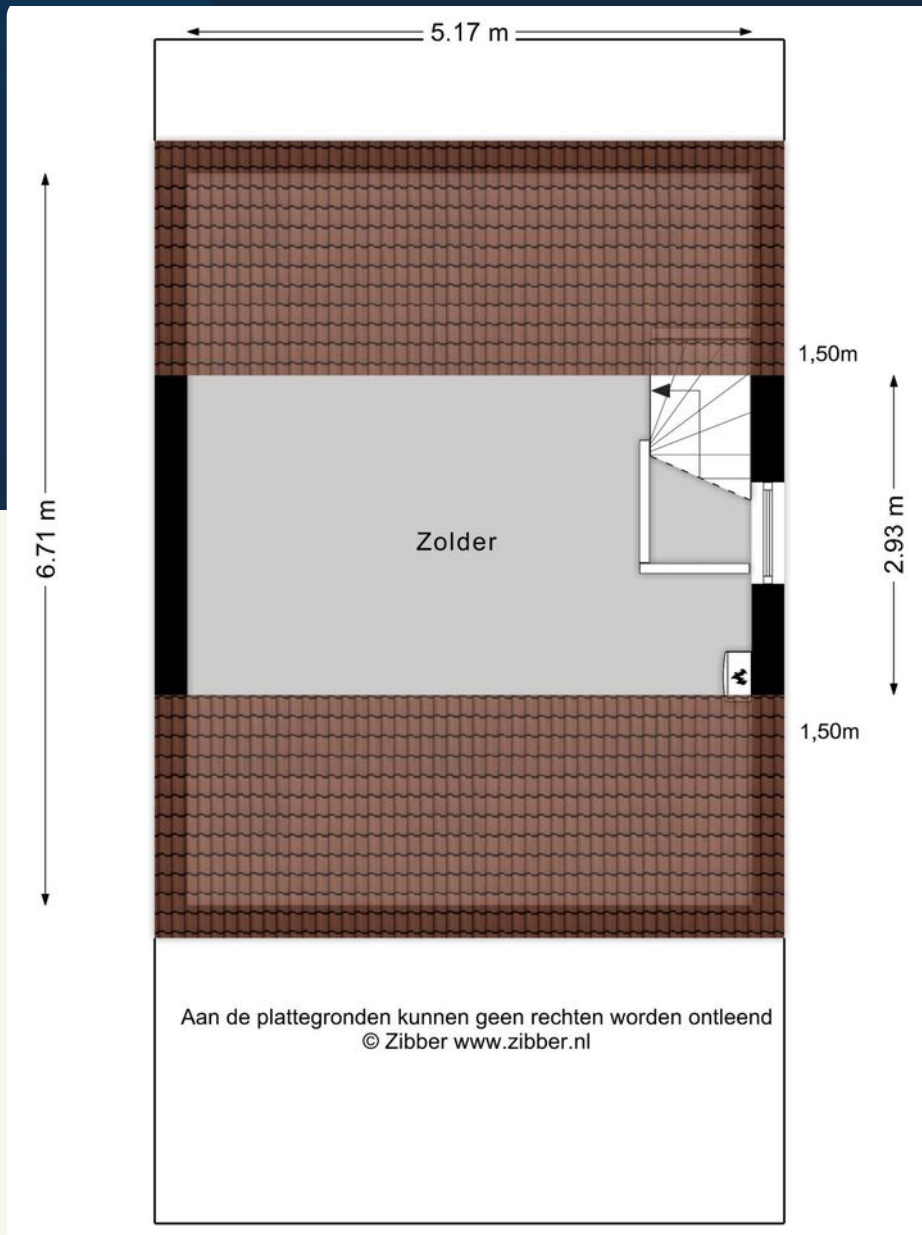 5.17 m
1,50m
6.71 m
Zolder
2.93 m
1,50m
Aan de plattegronden kunnen geen rechten worden ontleend
© Zibber www.zibber.nl